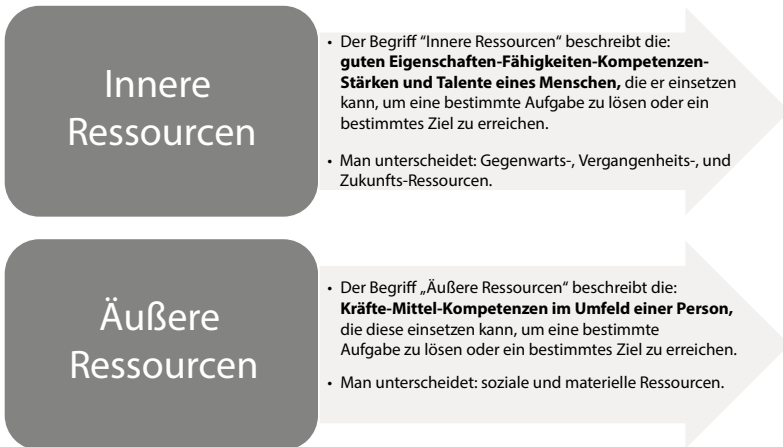 Innere
Ressourcen
• Der Begriff “Innere Ressourcen” beschreibt die:
guten Eigenschaften-Fähigkeiten-Kompetenzen-
Stärken und Talente eines Menschen, die er einsetzen
kann, um eine bestimmte Aufgabe zu lösen oder ein
bestimmtes Ziel zu erreichen.
• Man unterscheidet: Gegenwarts-, Vergangenheits-, und
Zukunfts-Ressourcen.
Äußere
Ressourcen
• Der Begriff „Äußere Ressourcen“ beschreibt die:
Kräfte-Mittel-Kompetenzen im Umfeld einer Person,
die diese einsetzen kann, um eine bestimmte
Aufgabe zu lösen oder ein bestimmtes Ziel zu erreichen.
• Man unterscheidet: soziale und materielle Ressourcen.